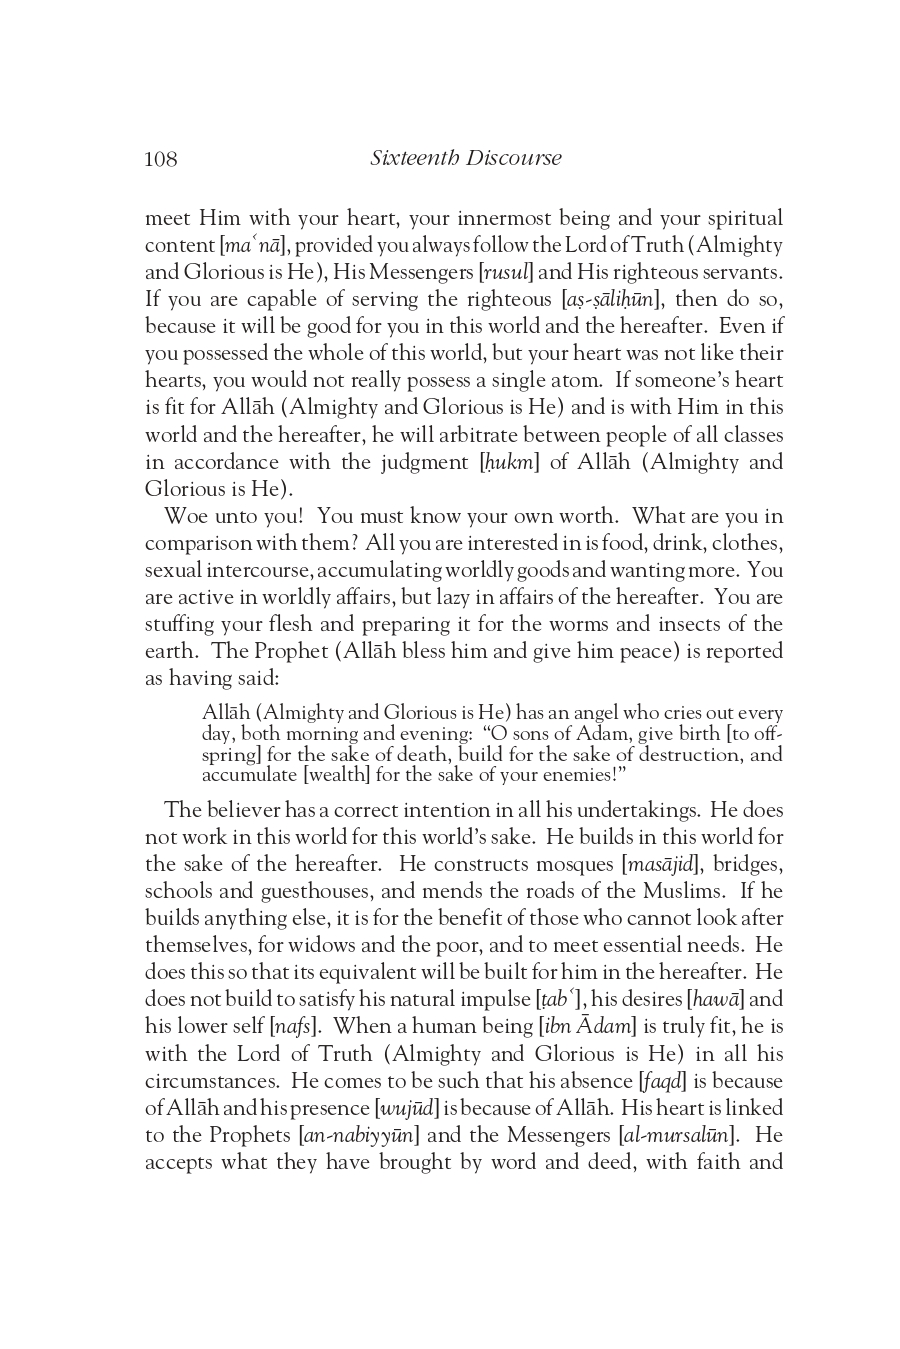 108
Sixteenth Discourse
meet Him with your heart, your innermost being and your spiritual
content [maʿnā], provided you always follow the Lord of Truth (Almighty
and Glorious is He), His Messengers [rusul] and His righteous servants.
If you are capable of serving the righteous [aṣ-ṣāliḥūn], then do so,
because it will be good for you in this world and the hereafter. Even if
you possessed the whole of this world, but your heart was not like their
hearts, you would not really possess a single atom. If someone’s heart
is fit for Allāh (Almighty and Glorious is He) and is with Him in this
world and the hereafter, he will arbitrate between people of all classes
in accordance with the judgment [ḥukm] of Allāh (Almighty and
Glorious is He).
Woe unto you! You must know your own worth. What are you in
comparison with them? All you are interested in is food, drink, clothes,
sexual intercourse, accumulating worldly goods and wanting more. You
are active in worldly affairs, but lazy in affairs of the hereafter. You are
stuffing your flesh and preparing it for the worms and insects of the
earth. The Prophet (Allāh bless him and give him peace) is reported
as having said:
Allāh (Almighty and Glorious is He) has an angel who cries out every
day, both morning and evening: “O sons of Adam, give birth [to off-
spring] for the sake of death, build for the sake of destruction, and
accumulate [wealth] for the sake of your enemies!”
The believer has a correct intention in all his undertakings. He does
not work in this world for this world’s sake. He builds in this world for
the sake of the hereafter. He constructs mosques [masājid], bridges,
schools and guesthouses, and mends the roads of the Muslims. If he
builds anything else, it is for the benefit of those who cannot look after
themselves, for widows and the poor, and to meet essential needs. He
does this so that its equivalent will be built for him in the hereafter. He
does not build to satisfy his natural impulse [ṭabʿ], his desires [hawā] and
his lower self [nafs]. When a human being [ibn Ādam] is truly fit, he is
with the Lord of Truth (Almighty and Glorious is He) in all his
circumstances. He comes to be such that his absence [faqd] is because
of Allāh and his presence [wujūd] is because of Allāh. His heart is linked
to the Prophets [an-nabiyyūn] and the Messengers [al-mursalūn]. He
accepts what they have brought by word and deed, with faith and